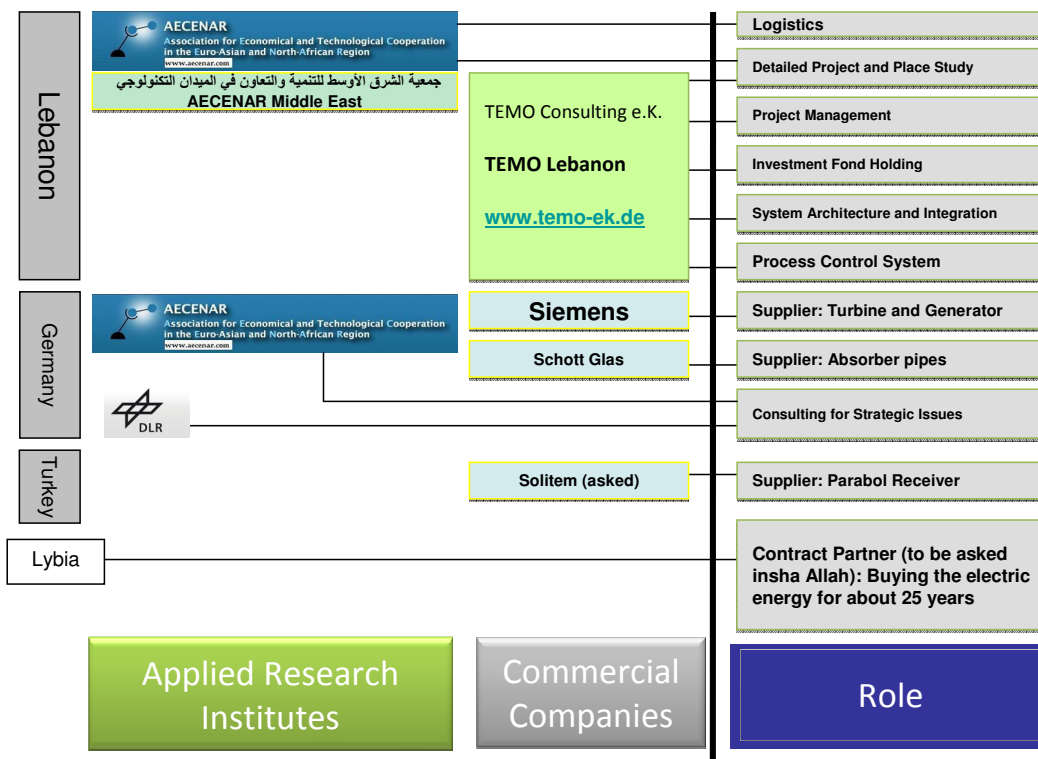 Lebanon
AECENAR
Association for Economical and Technological Cooperation
in the Euro-Asian and North-African Region
www.aecenar.com
جمعية الشرق الأوسط للتنمية والتعاون في الميدان التكنولوجي
AECENAR Middle East
TEMO Consulting e.K.
TEMO Lebanon
www.temo-ek.de
Logistics
Detailed Project and Place Study
Project Management
Investment Fond Holding
System Architecture and Integration
Process Control System
Germany
AECENAR
Association for Economical and Technological Cooperation
in the Euro-Asian and North-African Region
www.aecenar.com
DLR
Siemens
Schott Glas
Supplier: Turbine and Generator
Supplier: Absorber pipes
Consulting for Strategic Issues
Turkey
Solitem (asked)
Supplier: Parabol Receiver
Lybia
Contract Partner (to be asked
insha Allah): Buying the electric
energy for about 25 years
Applied Research
Institutes
Commercial
Companies
Role